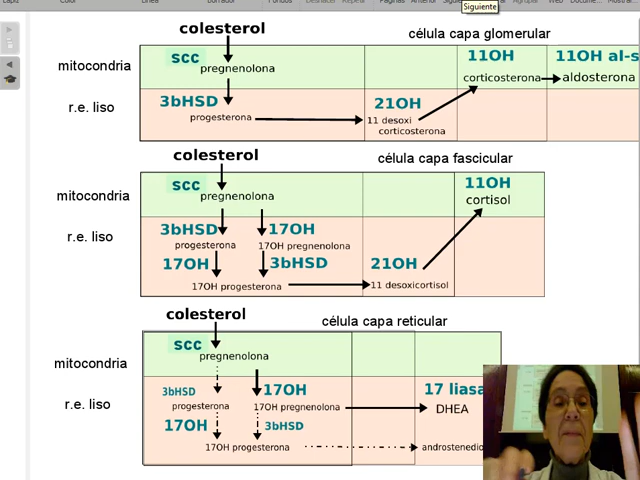 Siguiente
colesterol
célula capa glomerular
scc
11OH
11OH al-s
mitocondria
pregnenolona
corticosterona
aldosterona
3bHSD
21OH
r.e. liso
progesterona
11 desoxi
corticosterona
colesterol
célula capa fascicular
scc
11OH
mitocondria
pregnenolona
cortisol
3bHSD
17OH
r.e. liso
progesterona
17OH pregnenolona
17OH
3bHSD
21OH
17OH progesterona
11 desoxicortisol
colesterol
célula capa reticular
scc
mitocondria
pregnenolona
3bHSD
17OH
17 liasa
r.e. liso
progesterona
17OH pregnenolona
DHEA
17OH
3bHSD
17OH progesterona
androstenedio